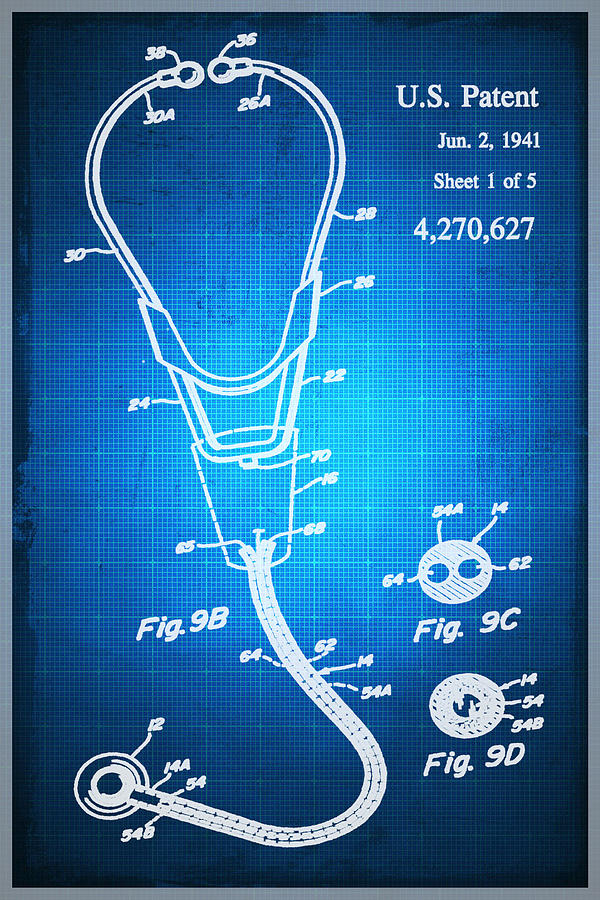 38
36
30A
26A
U.S. Patent
Jun. 2, 1941
Sheet 1 of 5
4,270,627
28
30
26
22
24
70
16
65
68
54A 14
64 62
Fig. 9B
Fig. 9C
62
64
14
54A
14
54
54B
Fig. 9D
12
14A
54
54B